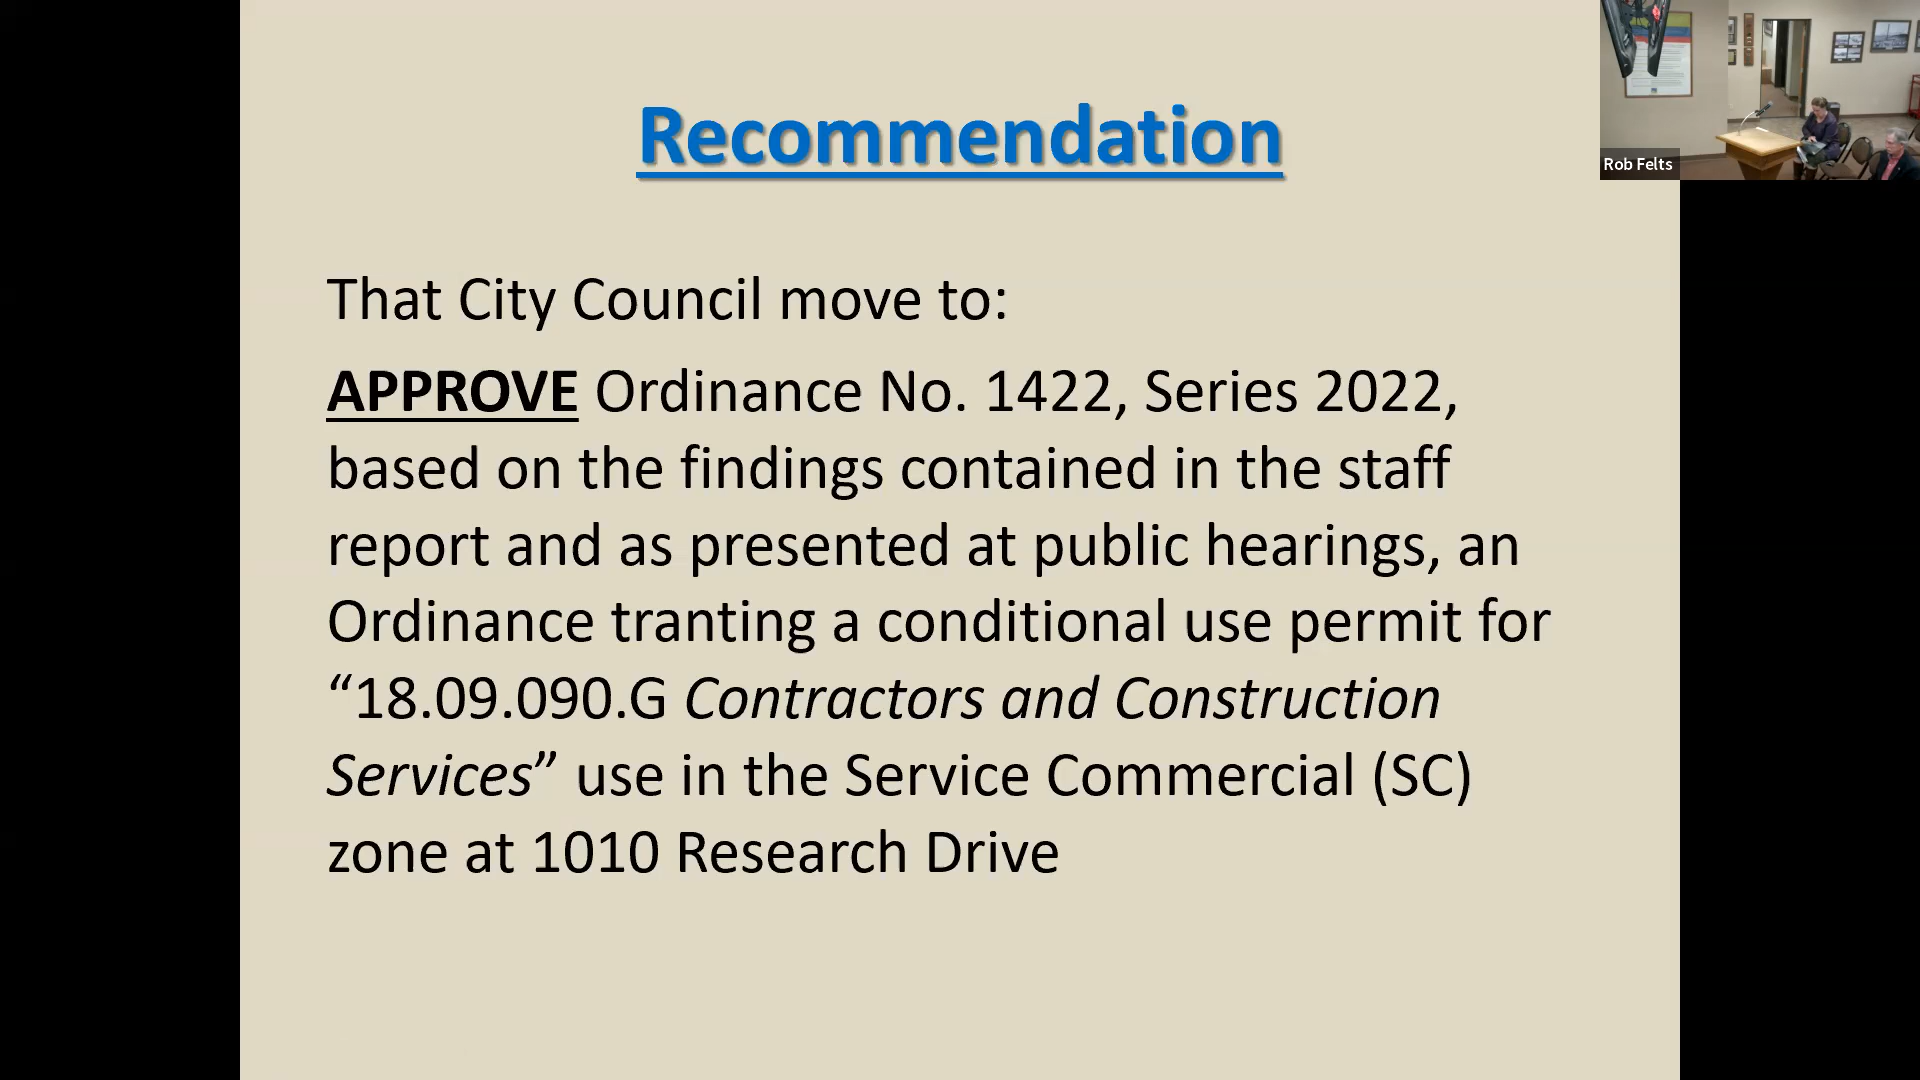 Recommendation
Rob Felts
That City Council move to:
APPROVE Ordinance No. 1422, Series 2022,
based on the findings contained in the staff
report and as presented at public hearings, an
Ordinance tranting a conditional use permit for
“18.09.090.G Contractors and Construction
Services” use in the Service Commercial (SC)
zone at 1010 Research Drive